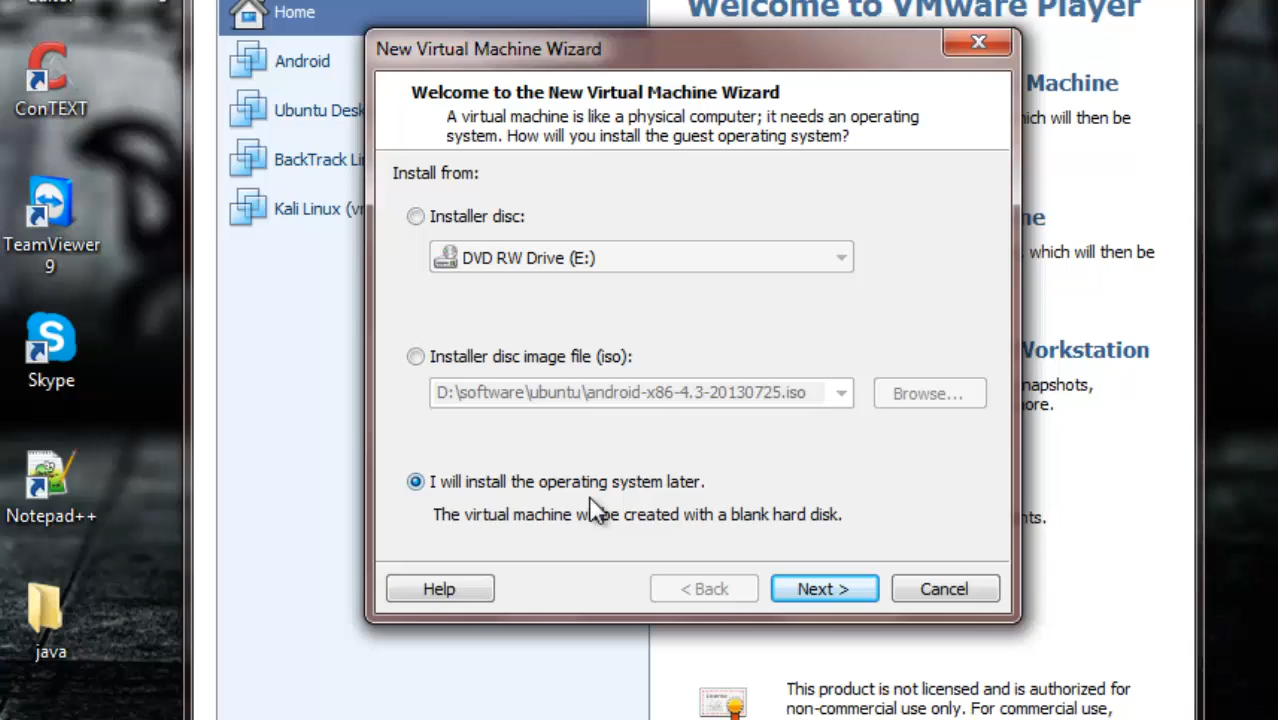 Home
Welcome to VMware Player
New Virtual Machine Wizard
Android
ConTEXT
Welcome to the New Virtual Machine Wizard
Machine
Ubuntu Desk
A virtual machine is like a physical computer; it needs an operating
system. How will you install the guest operating system?
which will then be
BackTrack Li
Install from:
Kali Linux (vm
Installer disc:
TeamViewer
9
DVD RW Drive (E:)
, which will then be
Installer disc image file (iso):
Workstation
Skype
D:\software\ubuntu\android-x86-4.3-20130725.iso
Browse...
napshots,
more.
I will install the operating system later.
The virtual machine be created with a blank hard disk.
Notepad++
nts.
Help
< Back
Next >
Cancel
java
This product is not licensed and is authorized for
non-commercial use only. For commercial use,